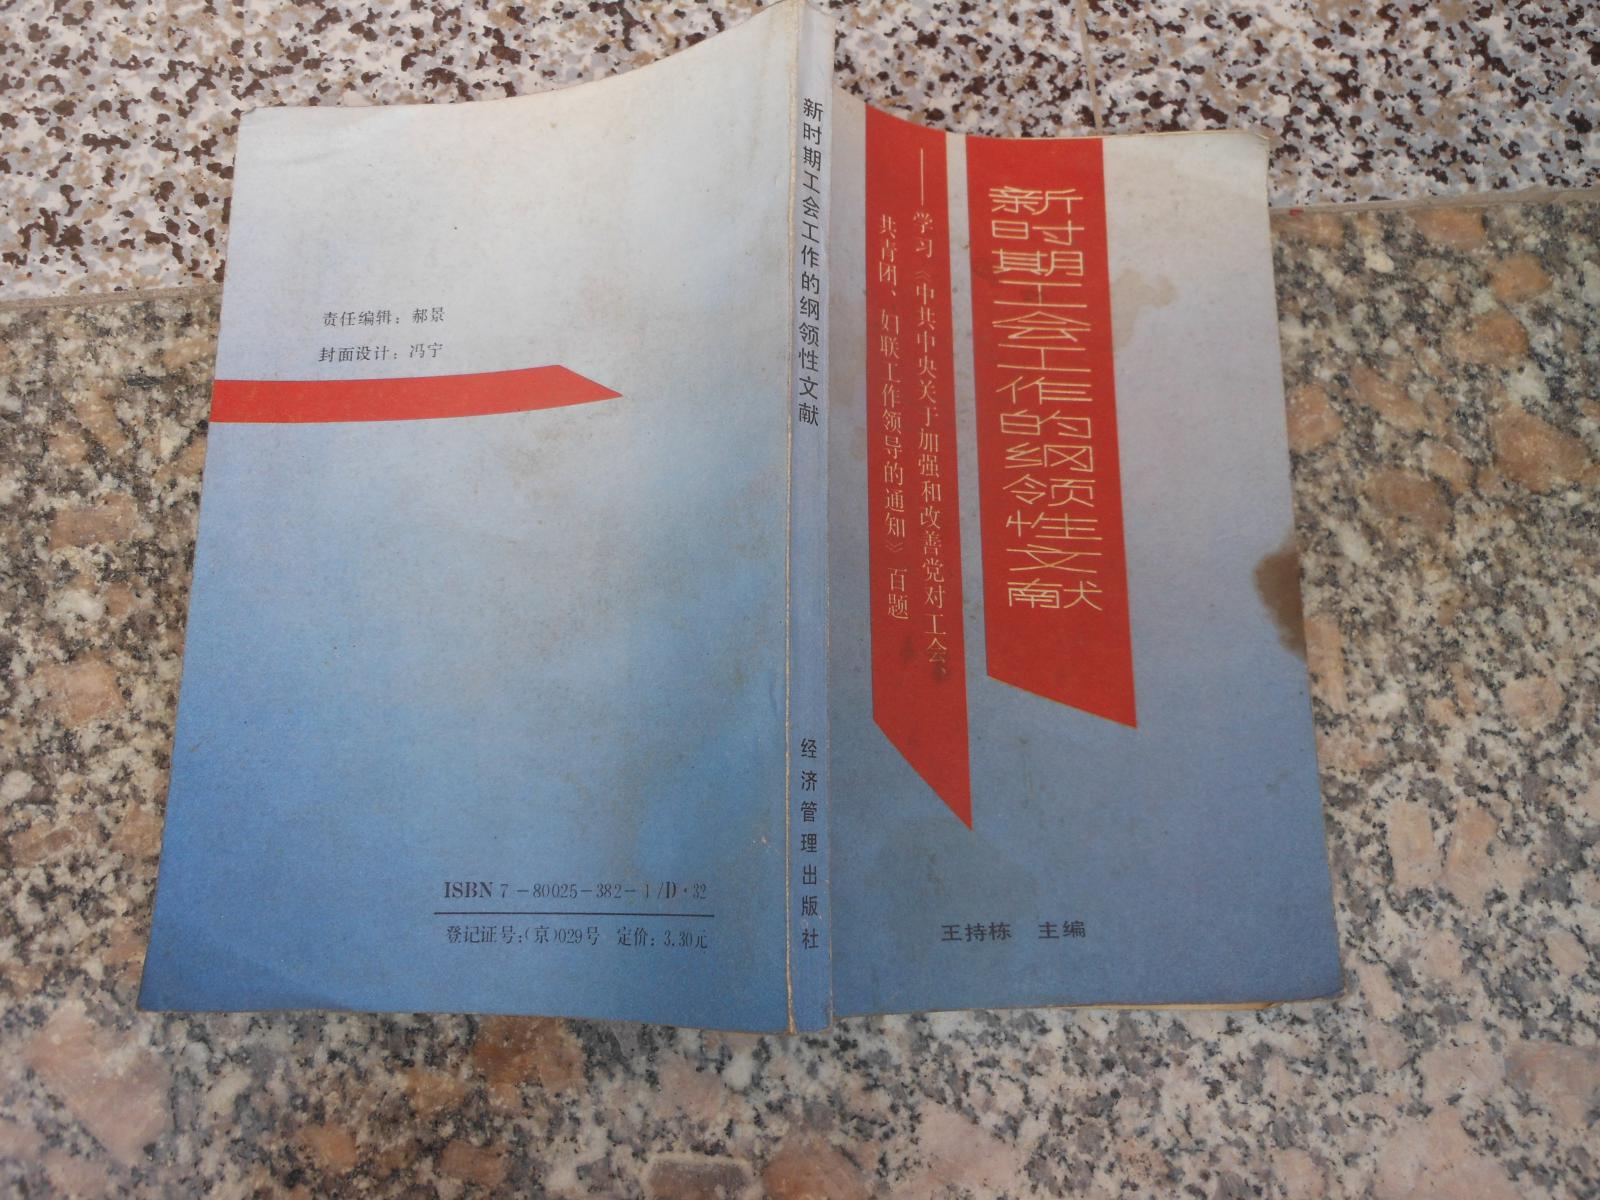 新时期工会工作的纲领性文献
——学习《中共中央关于加强和改善党对工会、
共青团、妇联工作领导的通知》百题
王持栋 主编
新时期工会工作的纲领性文献
经济管理出版社
责任编辑：郝景
封面设计：冯宁
ISBN 7-80025-382-1/D·32
登记证号：（京）029号 定价：3.30元